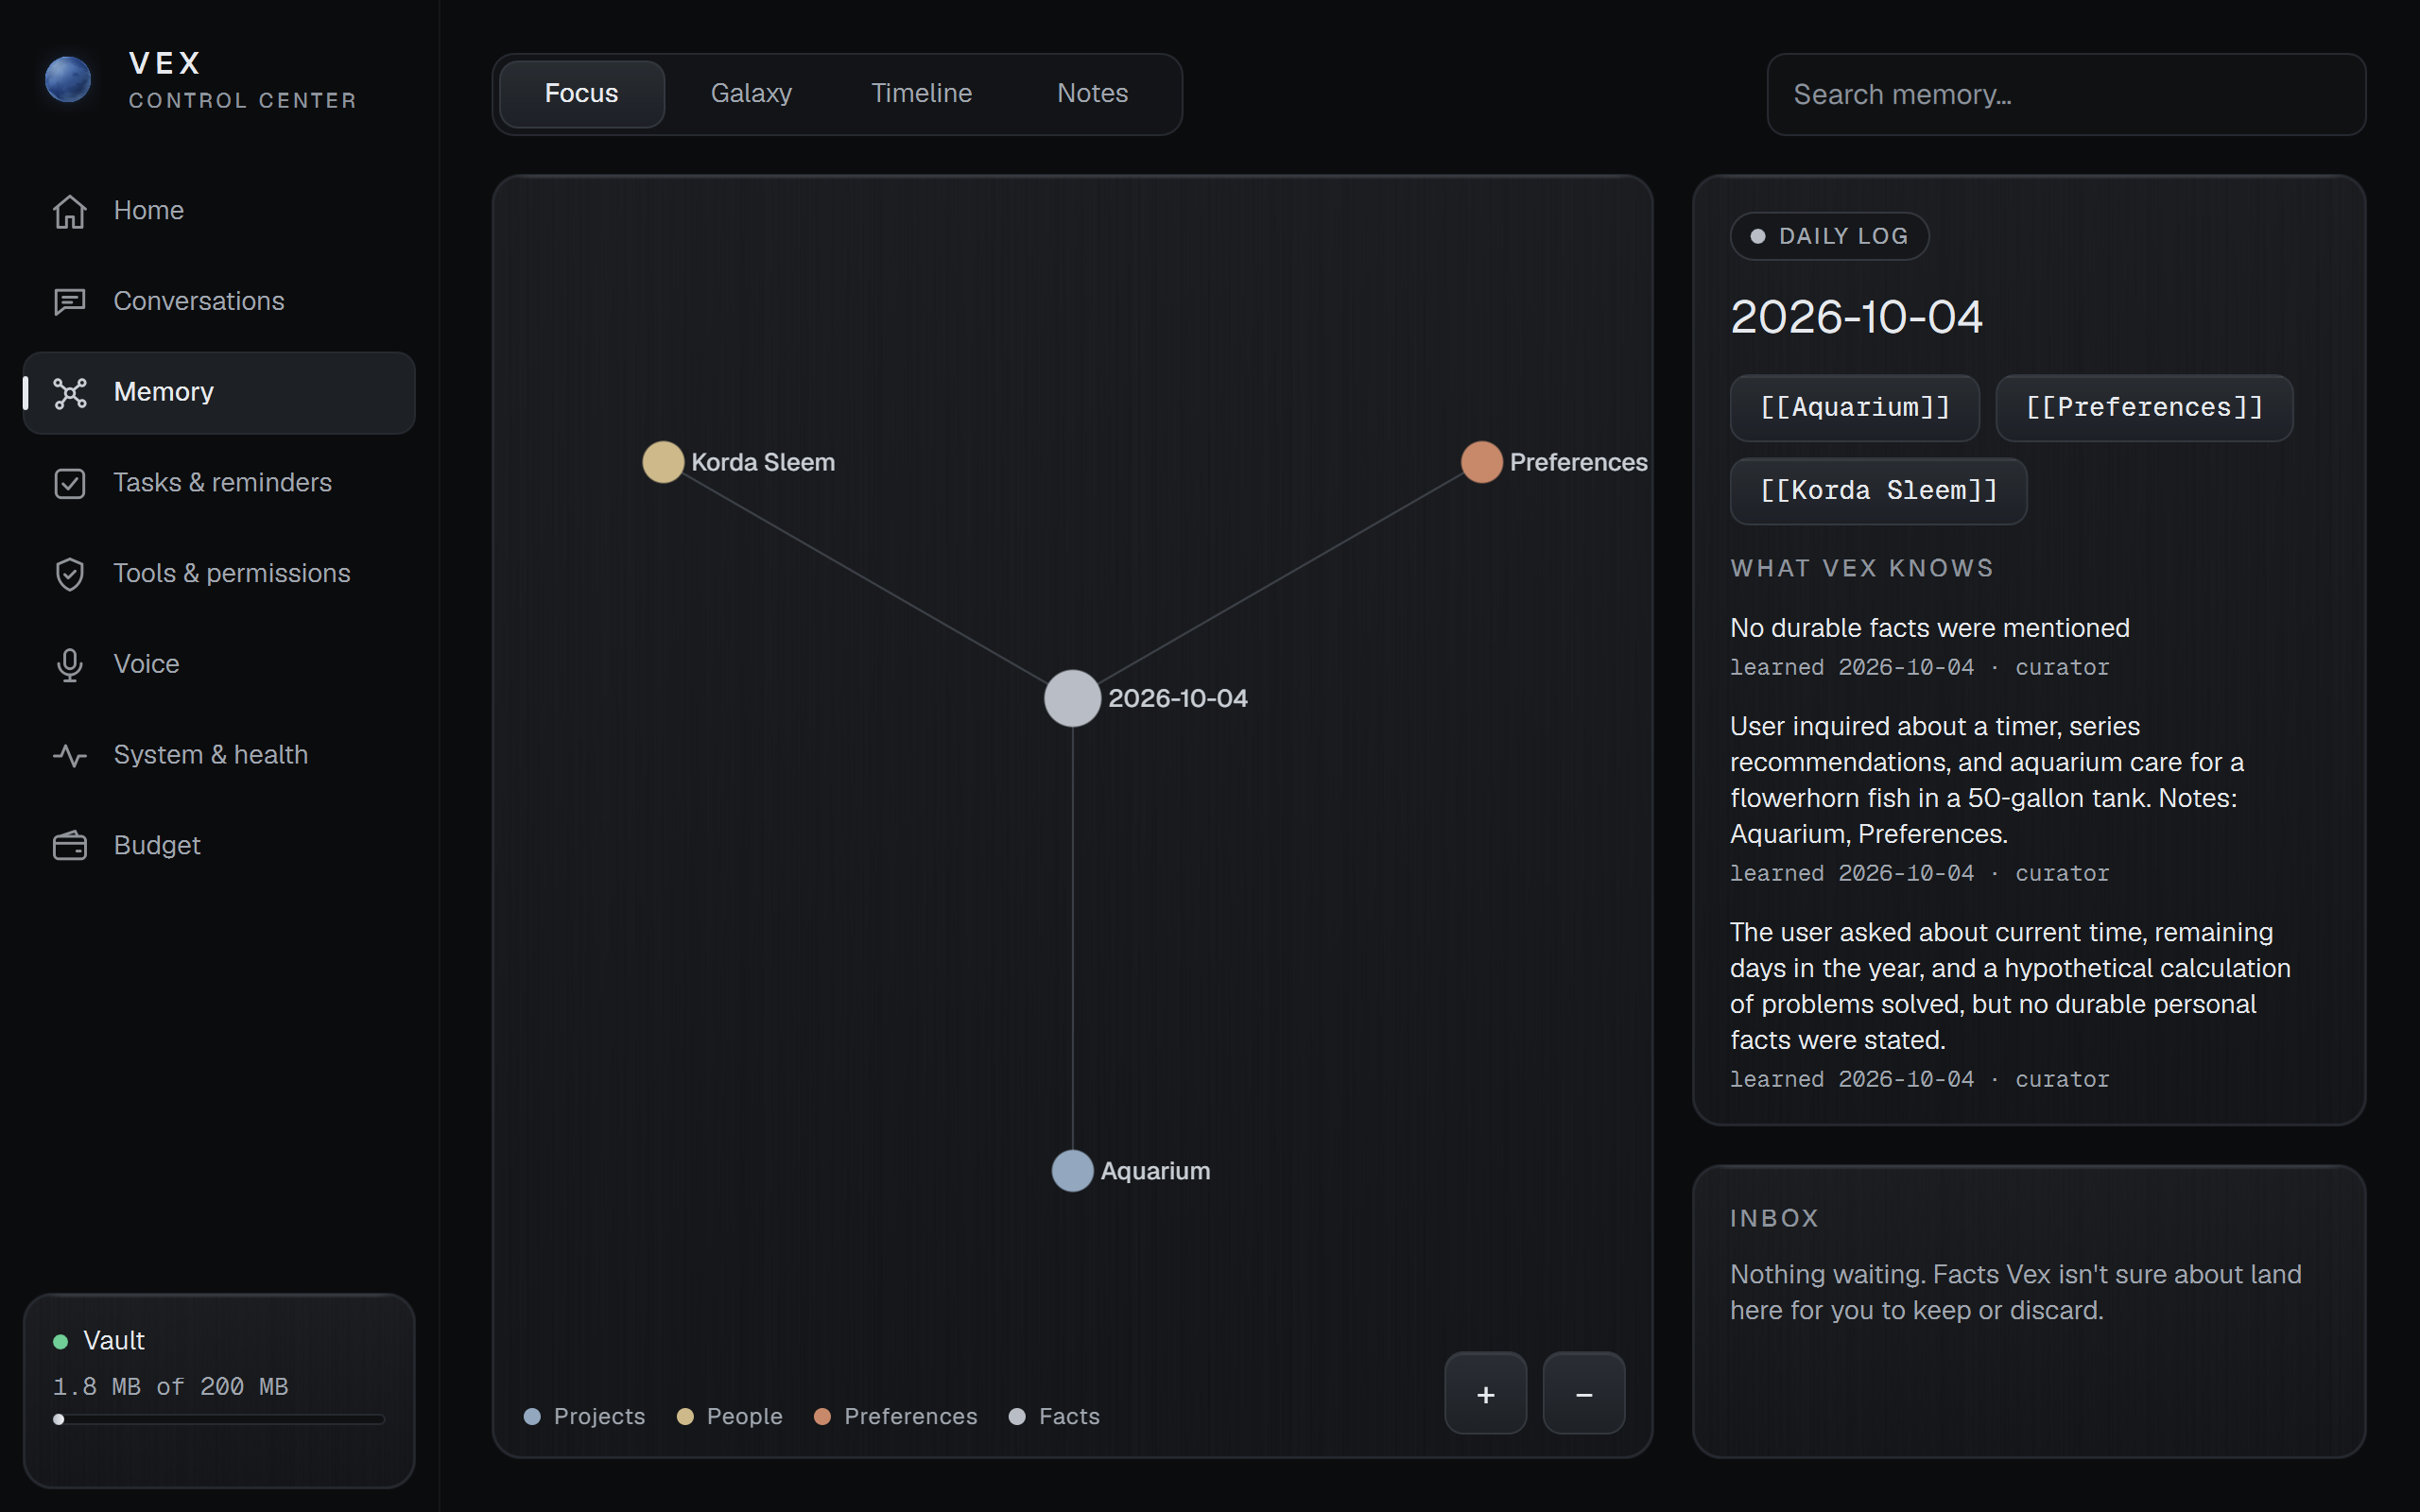 VEX
CONTROL CENTER
Home
Conversations
Memory
Tasks & reminders
Tools & permissions
Voice
System & health
Budget
Vault
1.8 MB of 200 MB
Focus
Galaxy
Timeline
Notes
Search memory…
Korda Sleem
Preferences
2026-10-04
Aquarium
Projects
People
Preferences
Facts
+
−
DAILY LOG
2026-10-04
[[Aquarium]]
[[Preferences]]
[[Korda Sleem]]
WHAT VEX KNOWS
No durable facts were mentioned
learned 2026-10-04 · curator
User inquired about a timer, series
recommendations, and aquarium care for a
flowerhorn fish in a 50-gallon tank. Notes:
Aquarium, Preferences.
learned 2026-10-04 · curator
The user asked about current time, remaining
days in the year, and a hypothetical calculation
of problems solved, but no durable personal
facts were stated.
learned 2026-10-04 · curator
INBOX
Nothing waiting. Facts Vex isn't sure about land
here for you to keep or discard.